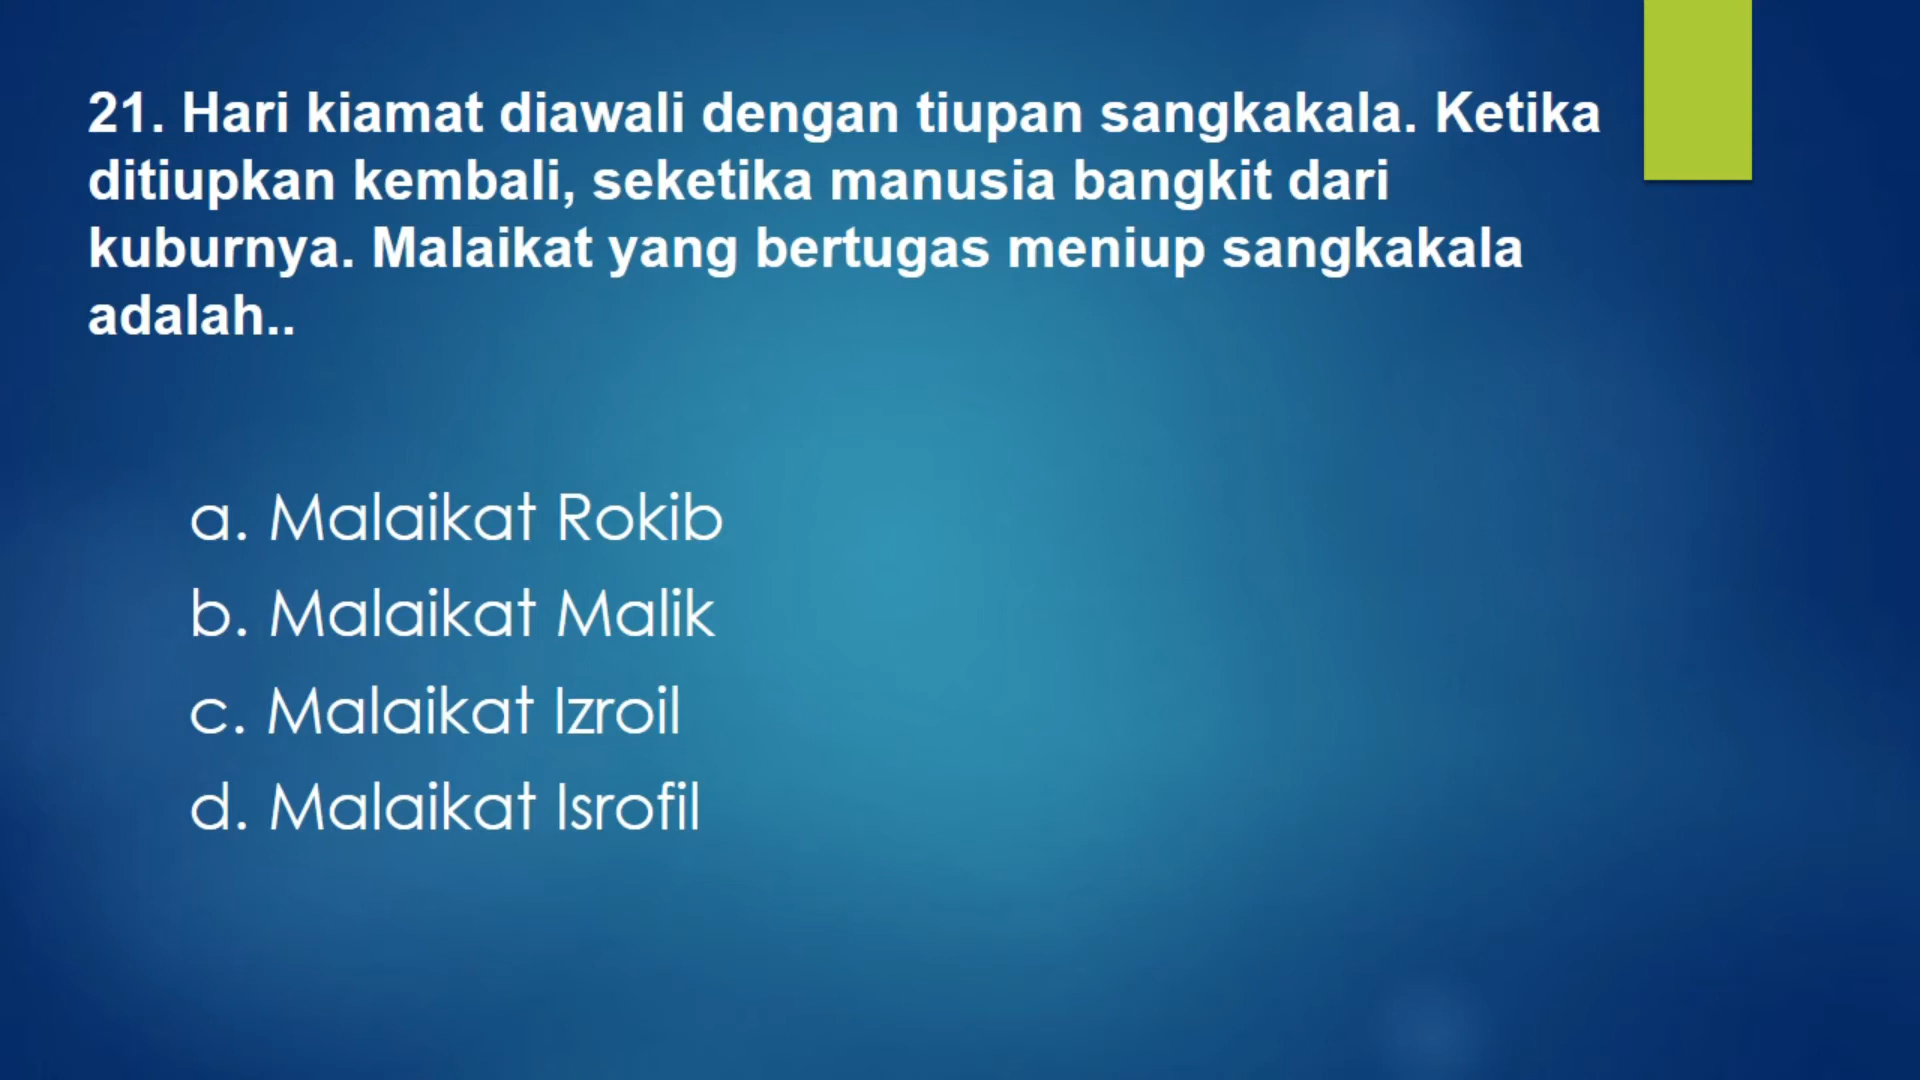 21. Hari kiamat diawali dengan tiupan sangkakala. Ketika
ditiupkan kembali, seketika manusia bangkit dari
kuburnya. Malaikat yang bertugas meniup sangkakala
adalah..
a. Malaikat Rokib
b. Malaikat Malik
c. Malaikat Izroil
d. Malaikat Isrofil